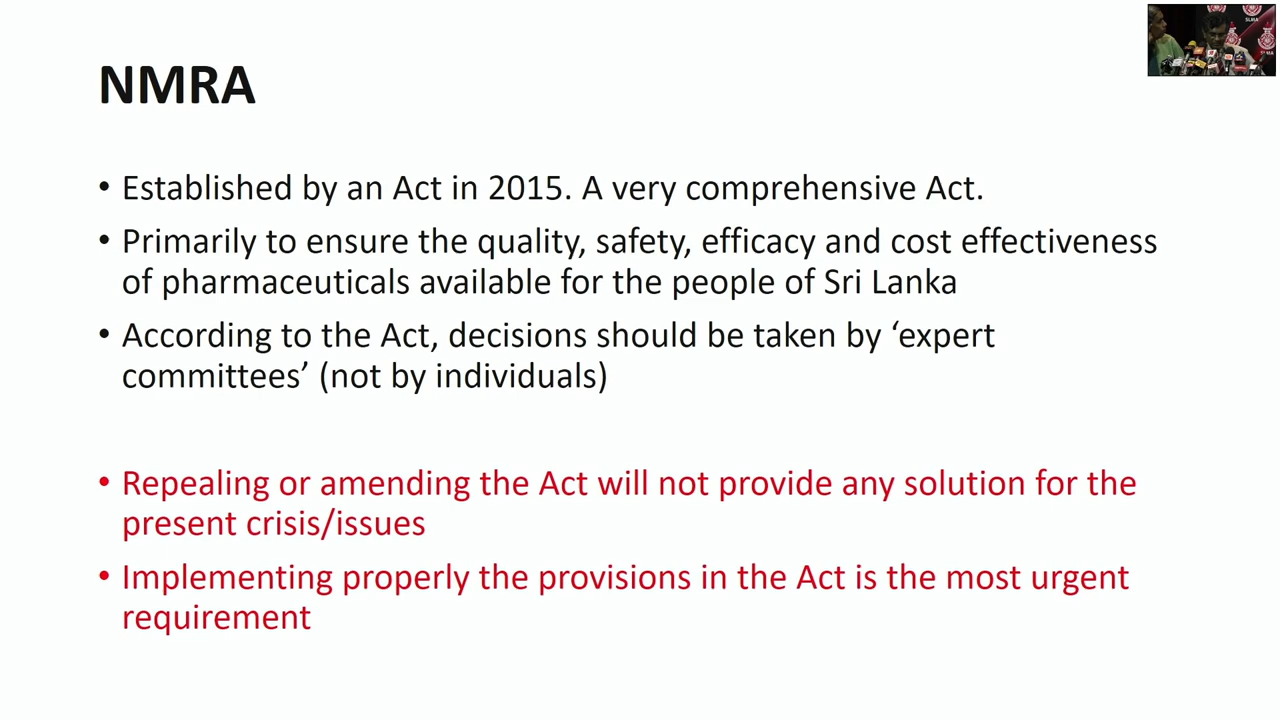 NMRA
• Established by an Act in 2015. A very comprehensive Act.
• Primarily to ensure the quality, safety, efficacy and cost effectiveness
of pharmaceuticals available for the people of Sri Lanka
• According to the Act, decisions should be taken by ‘expert
committees’ (not by individuals)
• Repealing or amending the Act will not provide any solution for the
present crisis/issues
• Implementing properly the provisions in the Act is the most urgent
requirement
SLMA